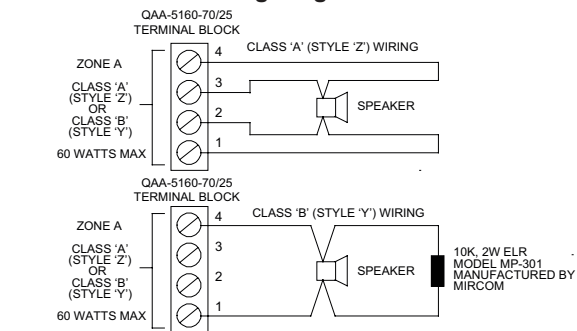 QAA-5160-70/25
TERMINAL BLOCK
CLASS ‘A’ (STYLE ‘Z’) WIRING
ZONE A
CLASS ‘A’
(STYLE ‘Z’)
OR
CLASS ‘B’
(STYLE ‘Y’)
60 WATTS MAX
4
3
2
1
SPEAKER
QAA-5160-70/25
TERMINAL BLOCK
CLASS ‘B’ (STYLE ‘Y’) WIRING
ZONE A
CLASS ‘A’
(STYLE ‘Z’)
OR
CLASS ‘B’
(STYLE ‘Y’)
60 WATTS MAX
4
3
2
1
SPEAKER
10K, 2W ELR
MODEL MP-301
MANUFACTURED BY
MIRCOM